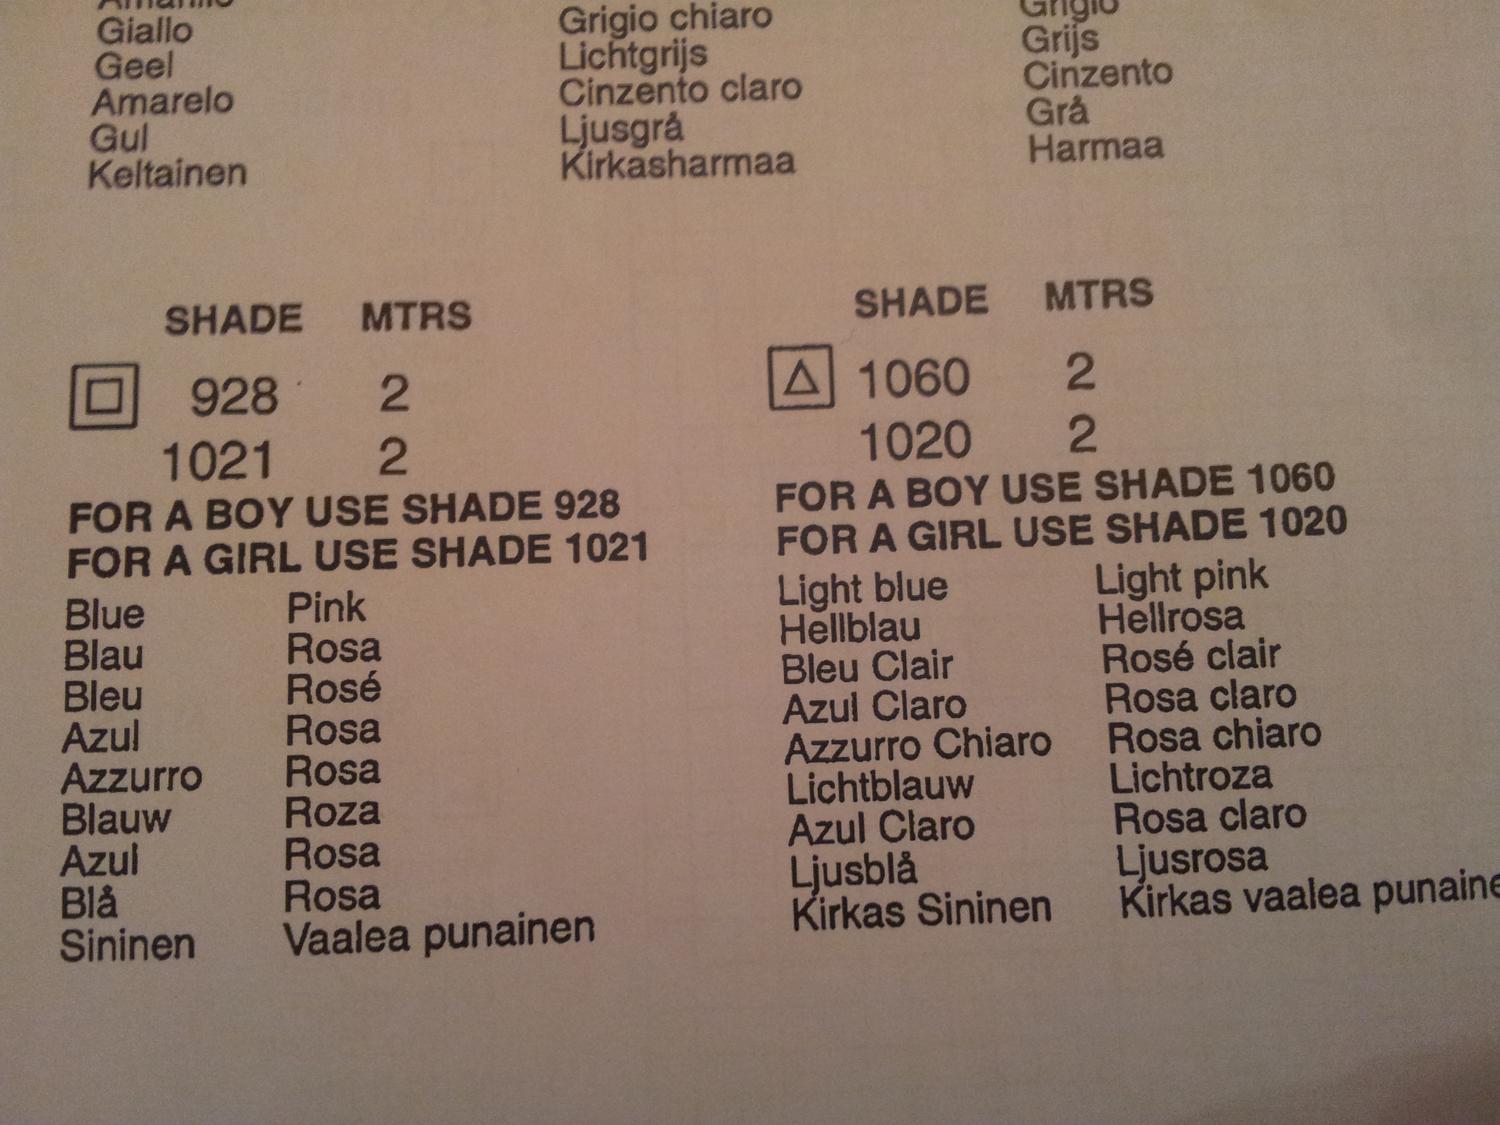 Giallo
Geel
Amarelo
Gul
Keltainen
Grigio chiaro
Lichtgrijs
Cinzento claro
Ljusgrå
Kirkasharmaa
Grigio
Grijs
Cinzento
Grå
Harmaa
SHADE MTRS
928 2
1021 2
FOR A BOY USE SHADE 928
FOR A GIRL USE SHADE 1021
Blue Pink
Blau Rosa
Bleu Rosé
Azul Rosa
Azzurro Rosa
Blauw Roza
Azul Rosa
Blå Rosa
Sininen Vaalea punainen
SHADE MTRS
1060 2
1020 2
FOR A BOY USE SHADE 1060
FOR A GIRL USE SHADE 1020
Light blue Light pink
Hellblau Hellrosa
Bleu Clair Rosé clair
Azul Claro Rosa claro
Azzurro Chiaro Rosa chiaro
Lichtblauw Lichtroza
Azul Claro Rosa claro
Ljusblå Ljusrosa
Kirkas Sininen Kirkas vaalea punaine